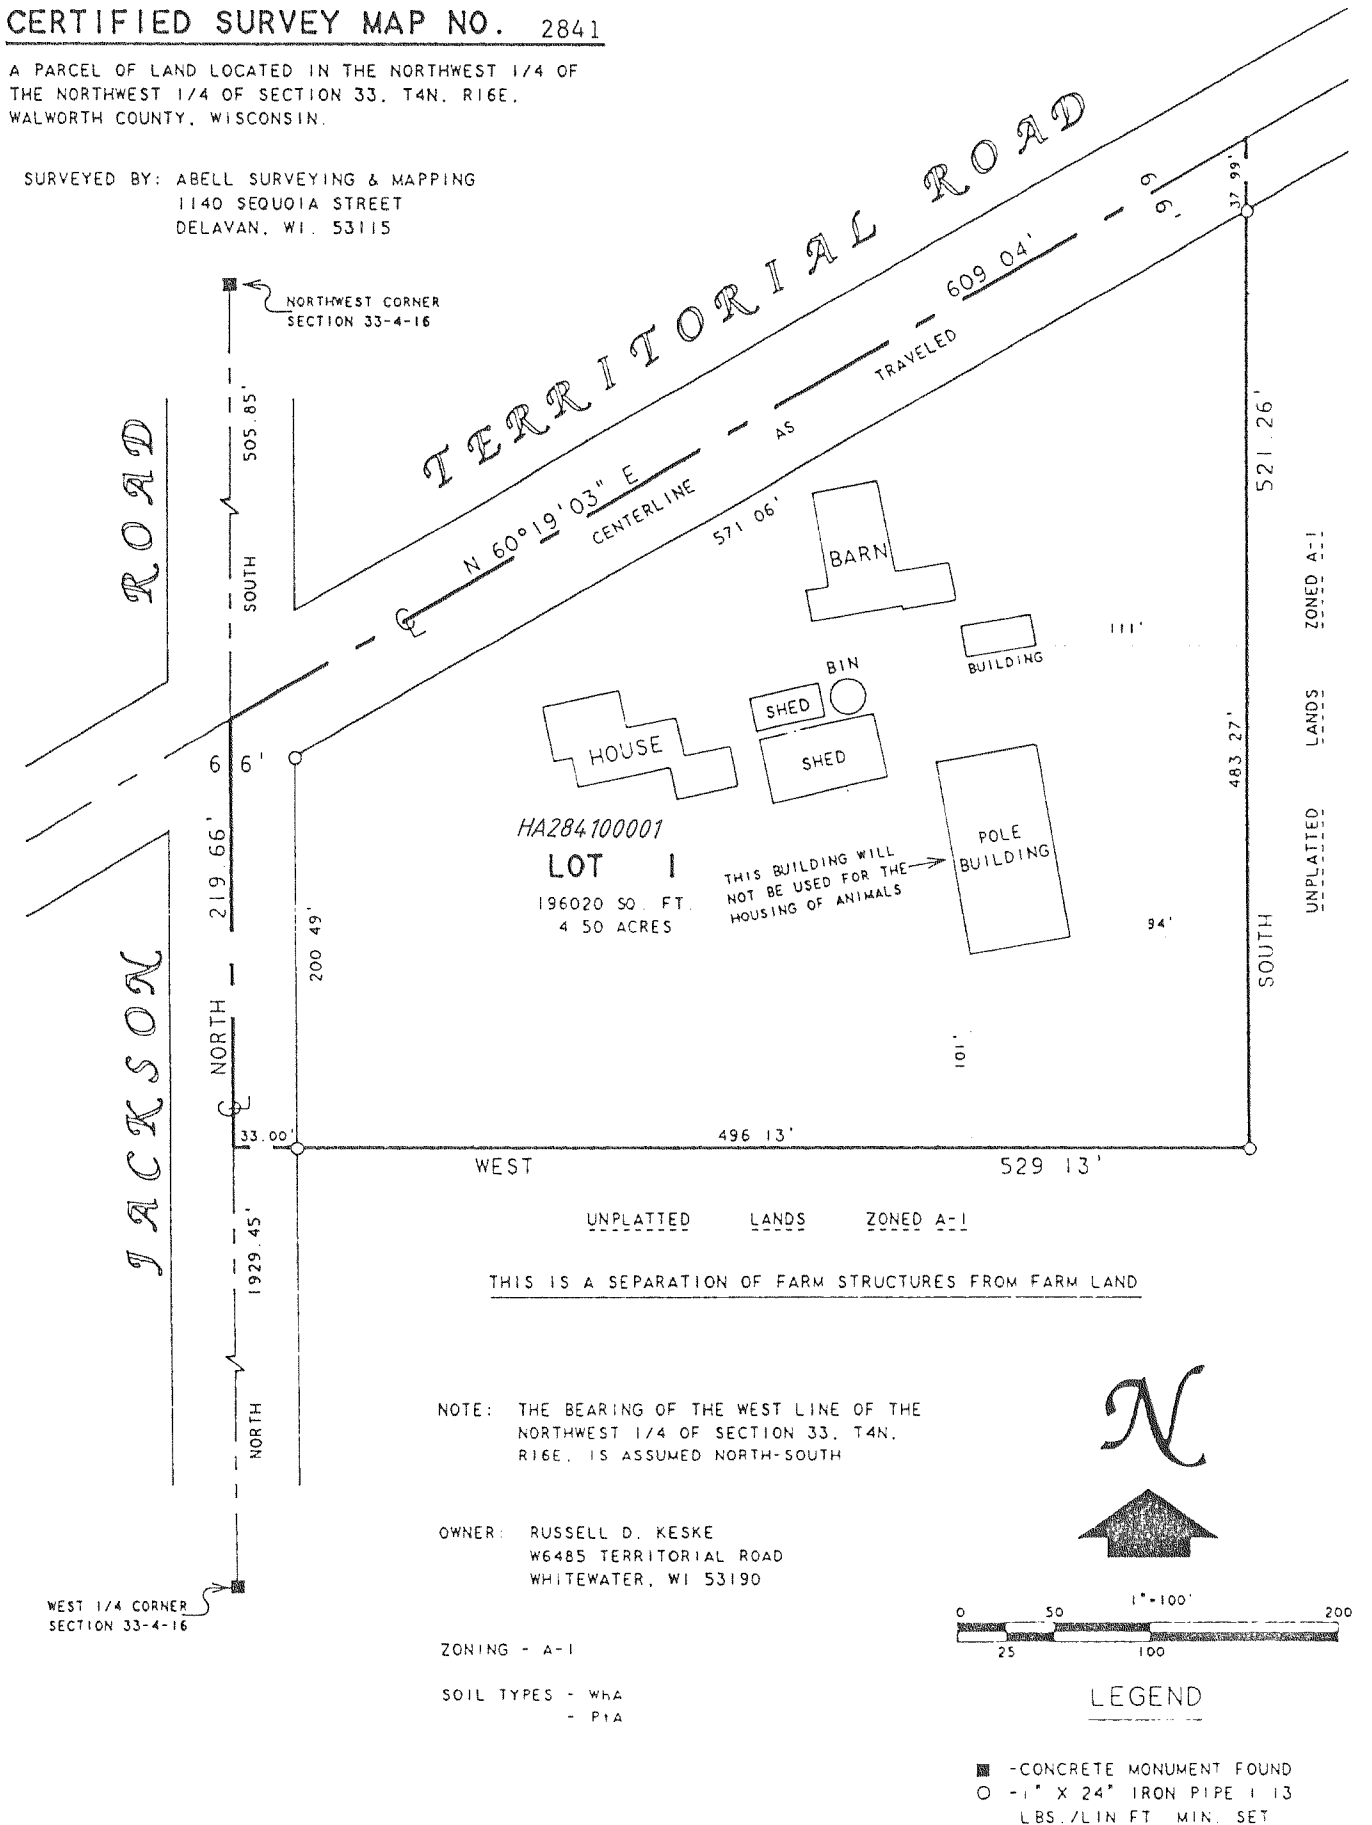 CERTIFIED SURVEY MAP NO. 2841
A PARCEL OF LAND LOCATED IN THE NORTHWEST 1/4 OF
THE NORTHWEST 1/4 OF SECTION 33, T4N, R16E,
WALWORTH COUNTY, WISCONSIN.
SURVEYED BY: ABELL SURVEYING & MAPPING
1140 SEQUOIA STREET
DELAVAN, WI. 53115
NORTHWEST CORNER
SECTION 33-4-16
TERRITORIAL ROAD
66'
37 99'
609 04'
N 60°19'03" E
CENTERLINE AS TRAVELED
571 06'
505.85'
SOUTH
JACKSON ROAD
521.26'
483 27'
SOUTH
UNPLATTED LANDS ZONED A-1
BARN
BUILDING
111'
BIN
SHED
SHED
HOUSE
POLE
BUILDING
66'
219 66'
NORTH
200 49'
HA284100001
LOT 1
196020 SQ. FT.
4 50 ACRES
THIS BUILDING WILL
NOT BE USED FOR THE
HOUSING OF ANIMALS
94'
101'
33.00'
496 13'
WEST
529 13'
UNPLATTED LANDS ZONED A-1
THIS IS A SEPARATION OF FARM STRUCTURES FROM FARM LAND
1929.45'
NORTH
NOTE: THE BEARING OF THE WEST LINE OF THE
NORTHWEST 1/4 OF SECTION 33, T4N,
R16E, IS ASSUMED NORTH-SOUTH
N
OWNER: RUSSELL D. KESKE
W6485 TERRITORIAL ROAD
WHITEWATER, WI 53190
WEST 1/4 CORNER
SECTION 33-4-16
1"=100'
0 50 200
25 100
ZONING - A-1
SOIL TYPES - WhA
- PtA
LEGEND
-CONCRETE MONUMENT FOUND
-1" X 24" IRON PIPE 1 13
LBS./LIN FT MIN. SET